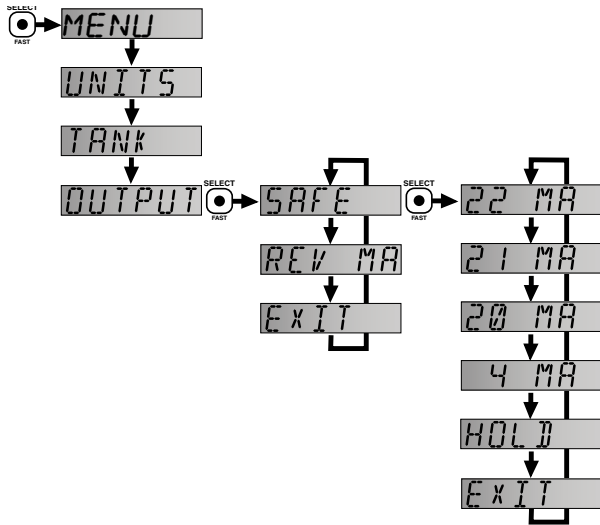 SELECT
FAST
MENU
UNITS
TANK
OUTPUT
SELECT
FAST
SAFE
REV MA
EXIT
SELECT
FAST
22 MA
21 MA
20 MA
4 MA
HOLD
EXIT